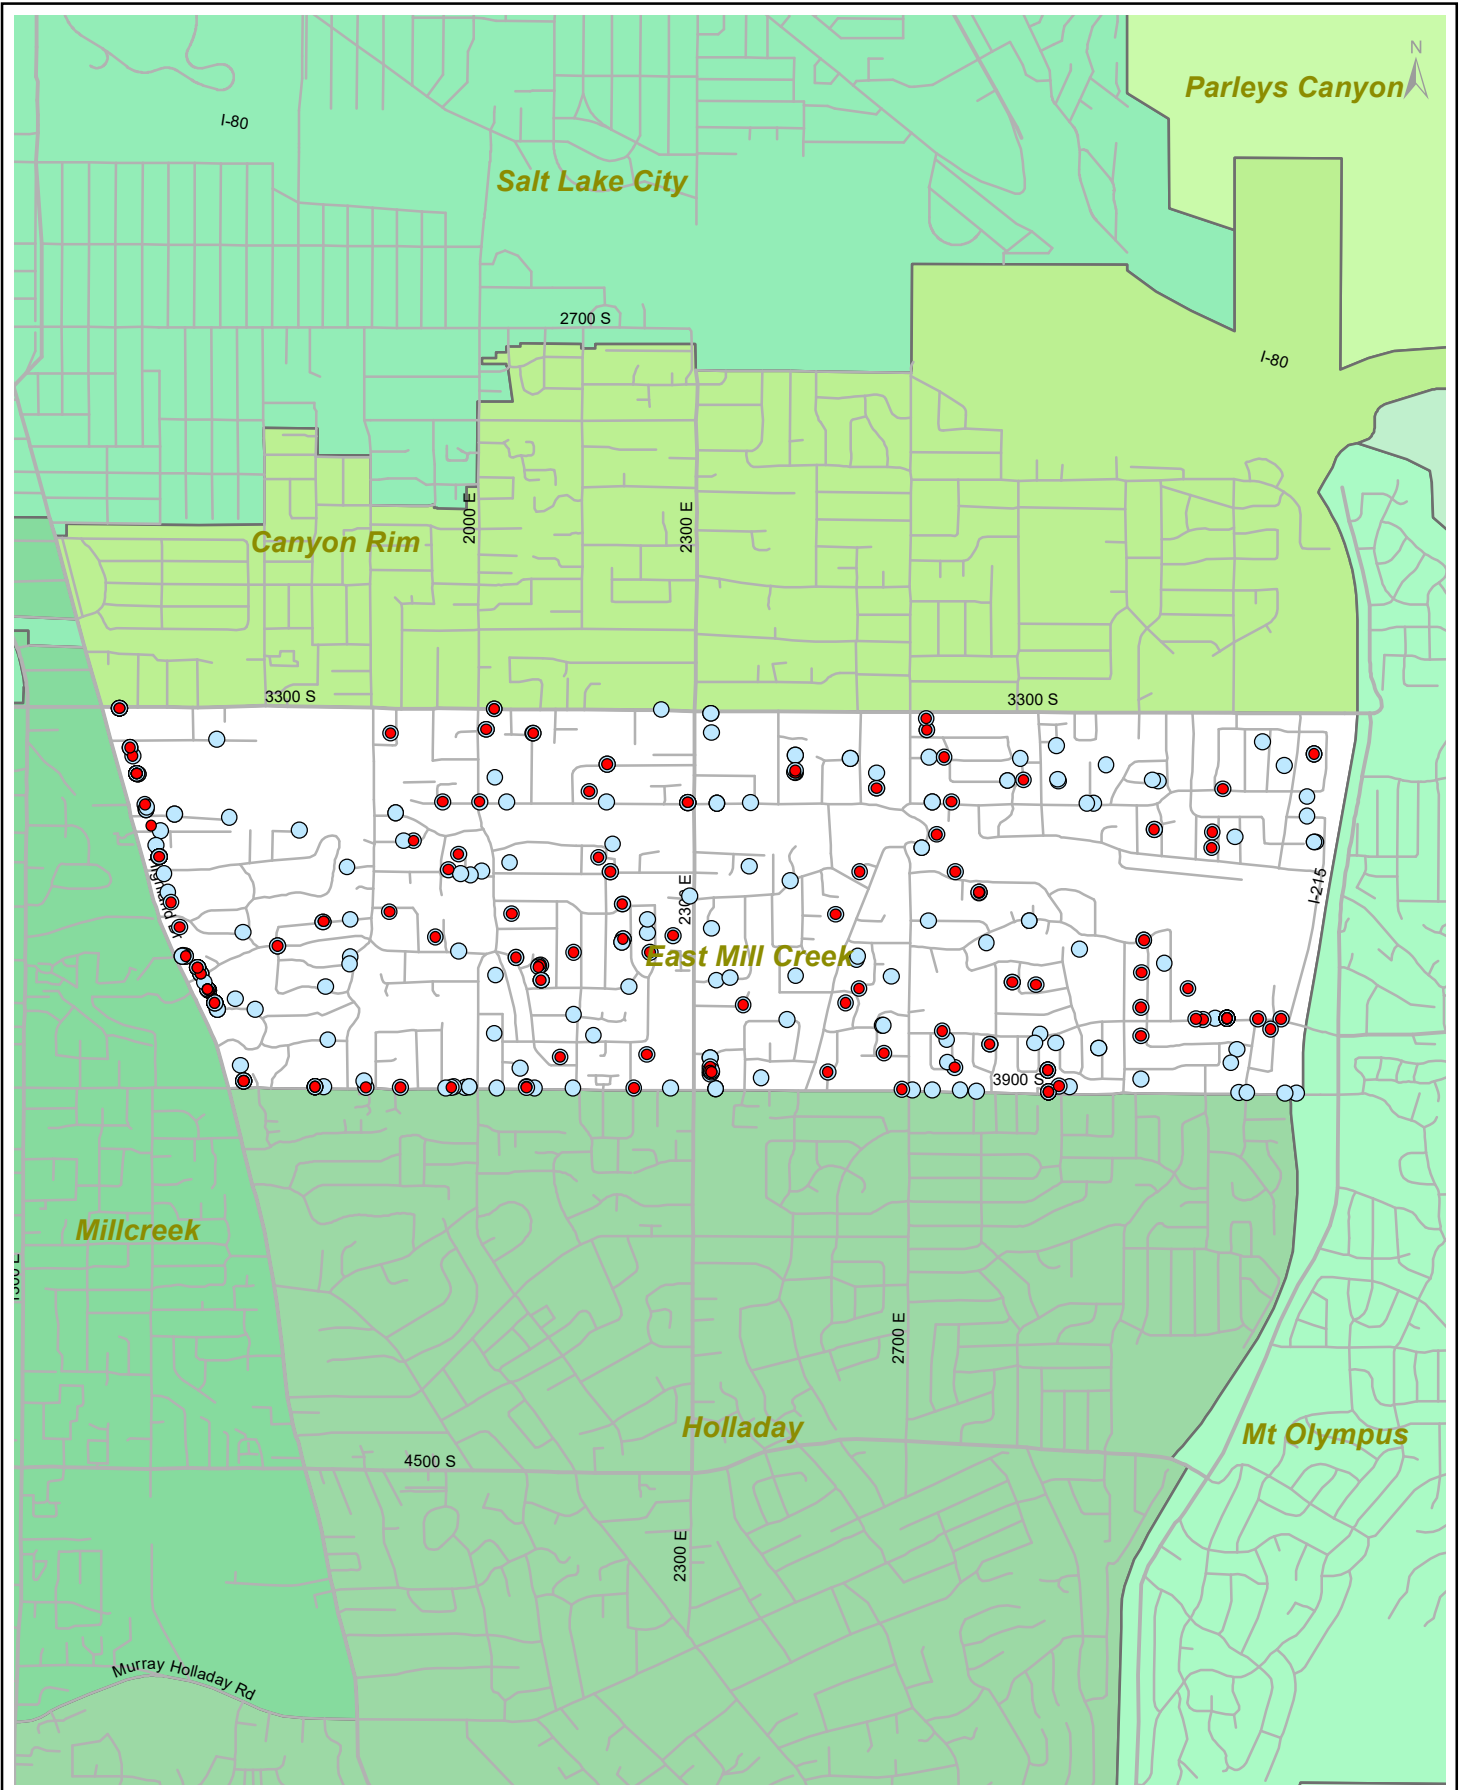 N
Parleys Canyon
I-80
Salt Lake City
2700 S
I-80
2000 E
2300 E
Canyon Rim
3300 S
3300 S
I-215
East Mill Creek
3900 S
Millcreek
2700 E
Holladay
Mt Olympus
4500 S
2300 E
Murray Holladay Rd